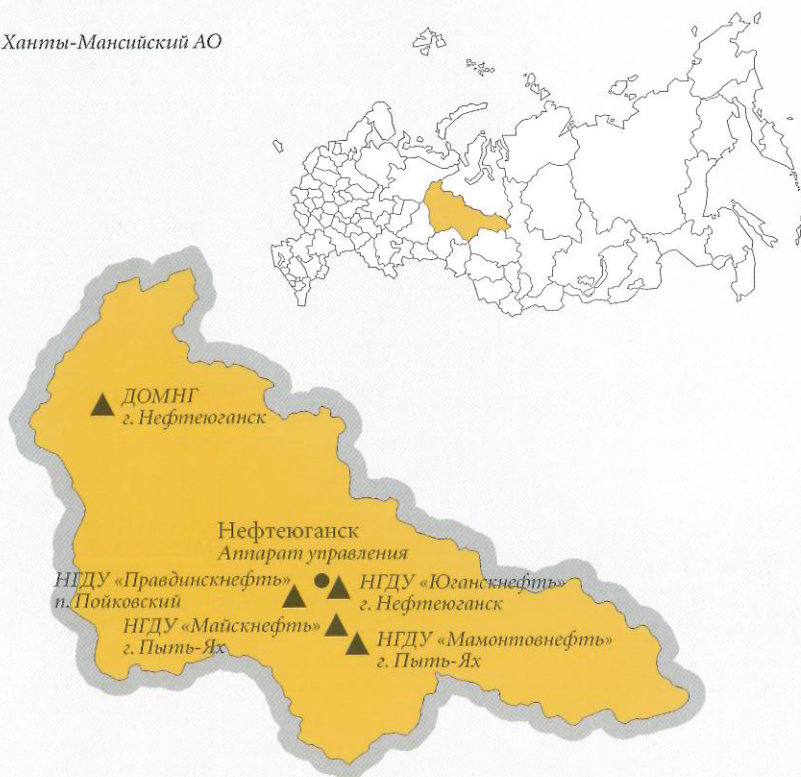 Ханты-Мансийский АО
ДОМНГ
г. Нефтеюганск
Нефтеюганск
Аппарат управления
НГДУ «Правдинскнефть»
п. Пойковский
НГДУ «Юганскнефть»
г. Нефтеюганск
НГДУ «Майскнефть»
г. Пыть-Ях
НГДУ «Мамонтовнефть»
г. Пыть-Ях